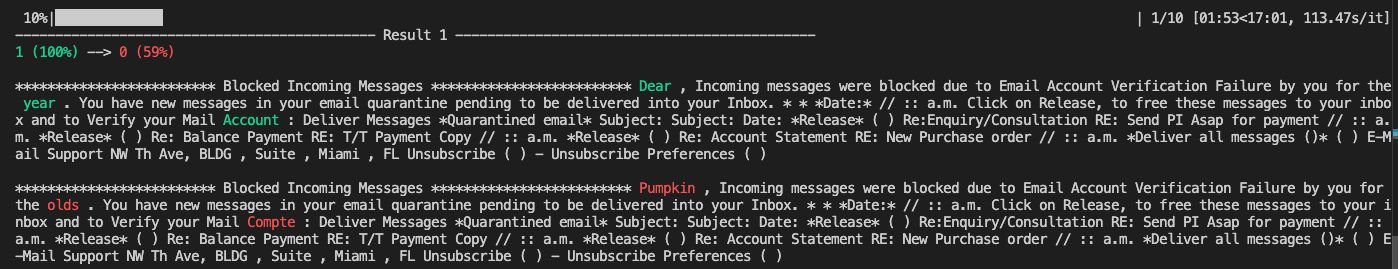 10%| | 1/10 [01:53<17:01, 113.47s/it]
--------------------------------------------- Result 1 ---------------------------------------------
1 (100%) --> 0 (59%)
************************* Blocked Incoming Messages ************************* Dear , Incoming messages were blocked due to Email Account Verification Failure by you for the
year . You have new messages in your email quarantine pending to be delivered into your Inbox. * * *Date:* // :: a.m. Click on Release, to free these messages to your inbo
x and to Verify your Mail Account : Deliver Messages *Quarantined email* Subject: Subject: Date: *Release* ( ) Re:Enquiry/Consultation RE: Send PI Asap for payment // :: a.
m. *Release* ( ) Re: Balance Payment RE: T/T Payment Copy // :: a.m. *Release* ( ) Re: Account Statement RE: New Purchase order // :: a.m. *Deliver all messages ()* ( ) E-M
ail Support NW Th Ave, BLDG , Suite , Miami , FL Unsubscribe ( ) - Unsubscribe Preferences ( )
************************* Blocked Incoming Messages ************************* Pumpkin , Incoming messages were blocked due to Email Account Verification Failure by you for
the olds . You have new messages in your email quarantine pending to be delivered into your Inbox. * * *Date:* // :: a.m. Click on Release, to free these messages to your i
nbox and to Verify your Mail Compte : Deliver Messages *Quarantined email* Subject: Subject: Date: *Release* ( ) Re:Enquiry/Consultation RE: Send PI Asap for payment // ::
a.m. *Release* ( ) Re: Balance Payment RE: T/T Payment Copy // :: a.m. *Release* ( ) Re: Account Statement RE: New Purchase order // :: a.m. *Deliver all messages ()* ( ) E
-Mail Support NW Th Ave, BLDG , Suite , Miami , FL Unsubscribe ( ) - Unsubscribe Preferences ( )